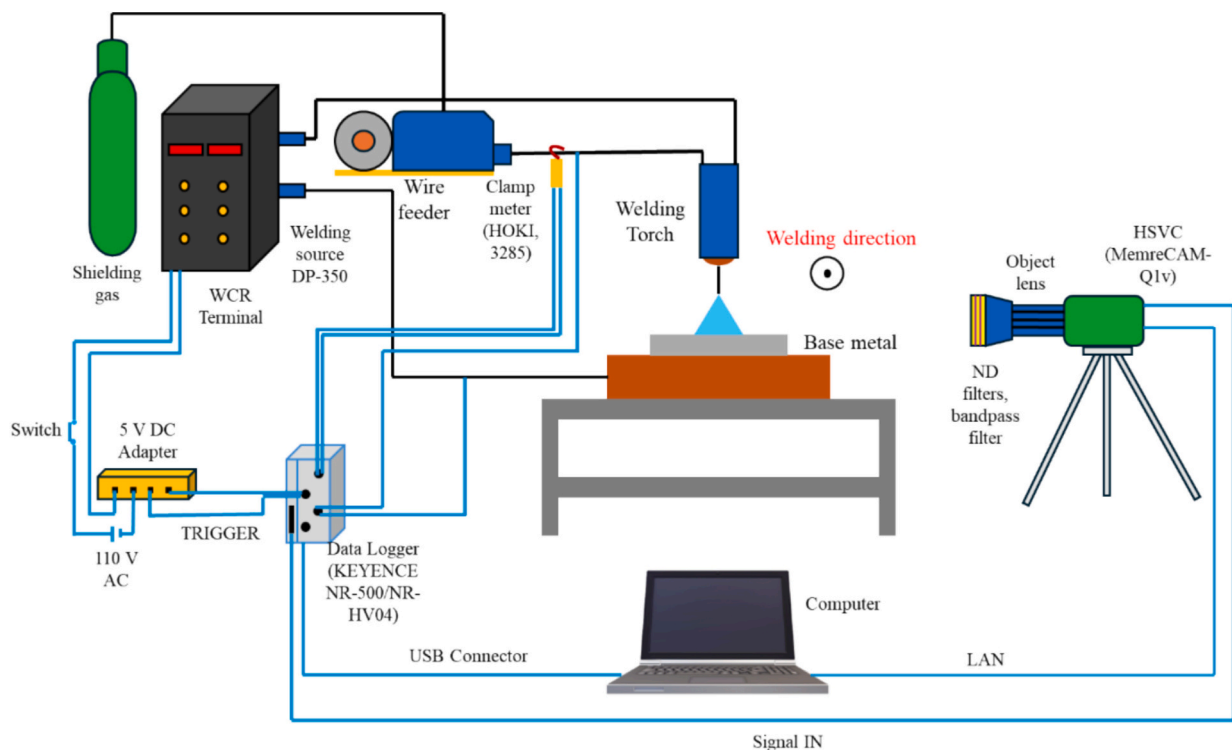 Shielding
gas
WCR
Terminal
Welding
source
DP-350
Wire
feeder
Clamp
meter
(HOKI,
3285)
Welding
Torch
Welding direction
Base metal
Object
lens
HSVC
(MemreCAM-
Q1v)
ND
filters,
bandpass
filter
Switch
5 V DC
Adapter
TRIGGER
110 V
AC
Data Logger
(KEYENCE
NR-500/NR-
HV04)
Computer
USB Connector
LAN
Signal IN